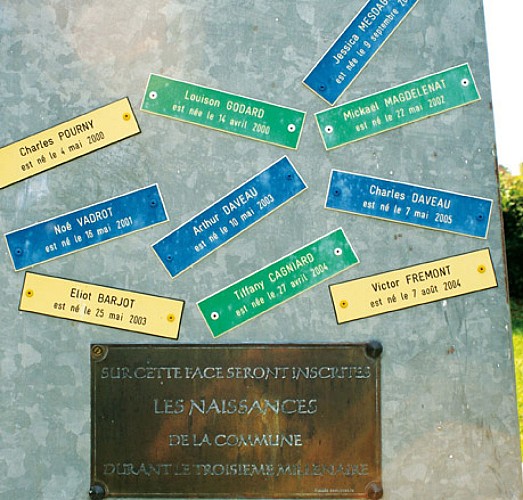 Jessica MESDAG
est née le 9 septembre
Mickaël MAGDELENAT
est né le 22 mai 2002
Louison GODARD
est née le 14 avril 2000
Charles POURNY
est né le 4 mai 2000
Noé VADROT
est né le 16 mai 2001
Arthur DAVEAU
est né le 10 mai 2003
Charles DAVEAU
est né le 7 mai 2005
Eliot BARJOT
est né le 25 mai 2003
Tiffany CAGNIARD
est née le 27 avril 2004
Victor FREMONT
est né le 7 août 2004
SUR CETTE FACE SERONT INSCRITES
LES NAISSANCES
DE LA COMMUNE
DURANT LE TROISIEME MILLENAIRE